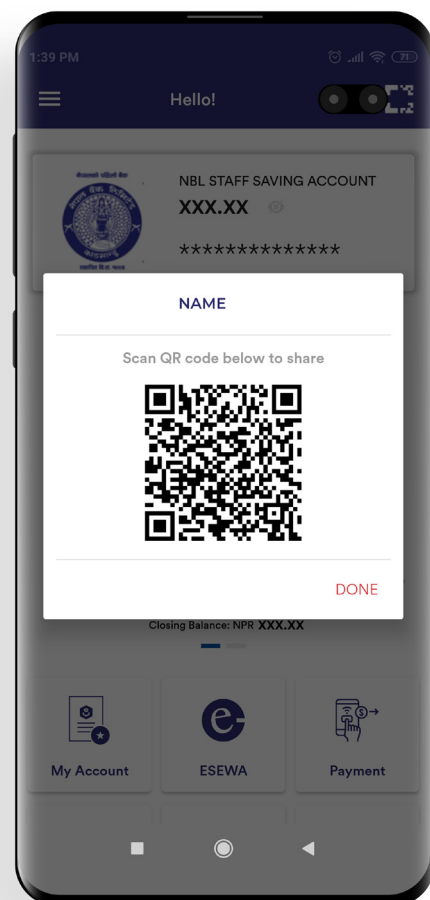 1:39 PM
71
Hello!
NBL STAFF SAVING ACCOUNT
XXX.XX
**************
NAME
Scan QR code below to share
DONE
Closing Balance: NPR XXX.XX
My Account
ESEWA
Payment